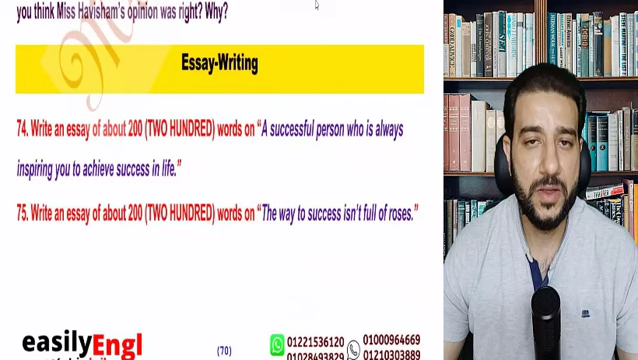 you think Miss Havisham's opinion was right? Why?
Essay-Writing
74. Write an essay of about 200 (TWO HUNDRED) words on "A successful person who is always
inspiring you to achieve success in life."
75. Write an essay of about 200 (TWO HUNDRED) words on "The way to success isn't full of roses."
easilyEngl
(70)
01221536120
01000964669
01028493829
01210303889